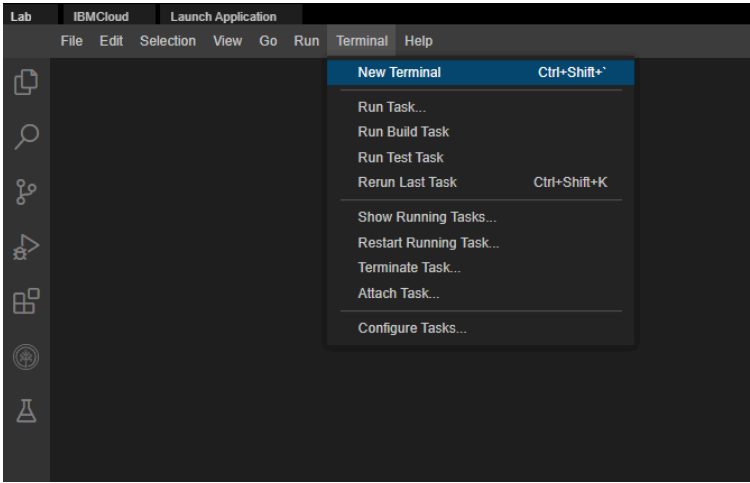 Lab IBMCloud Launch Application
File Edit Selection View Go Run Terminal Help
New Terminal Ctrl+Shift+`
Run Task...
Run Build Task
Run Test Task
Rerun Last Task Ctrl+Shift+K
Show Running Tasks...
Restart Running Task...
Terminate Task...
Attach Task...
Configure Tasks...